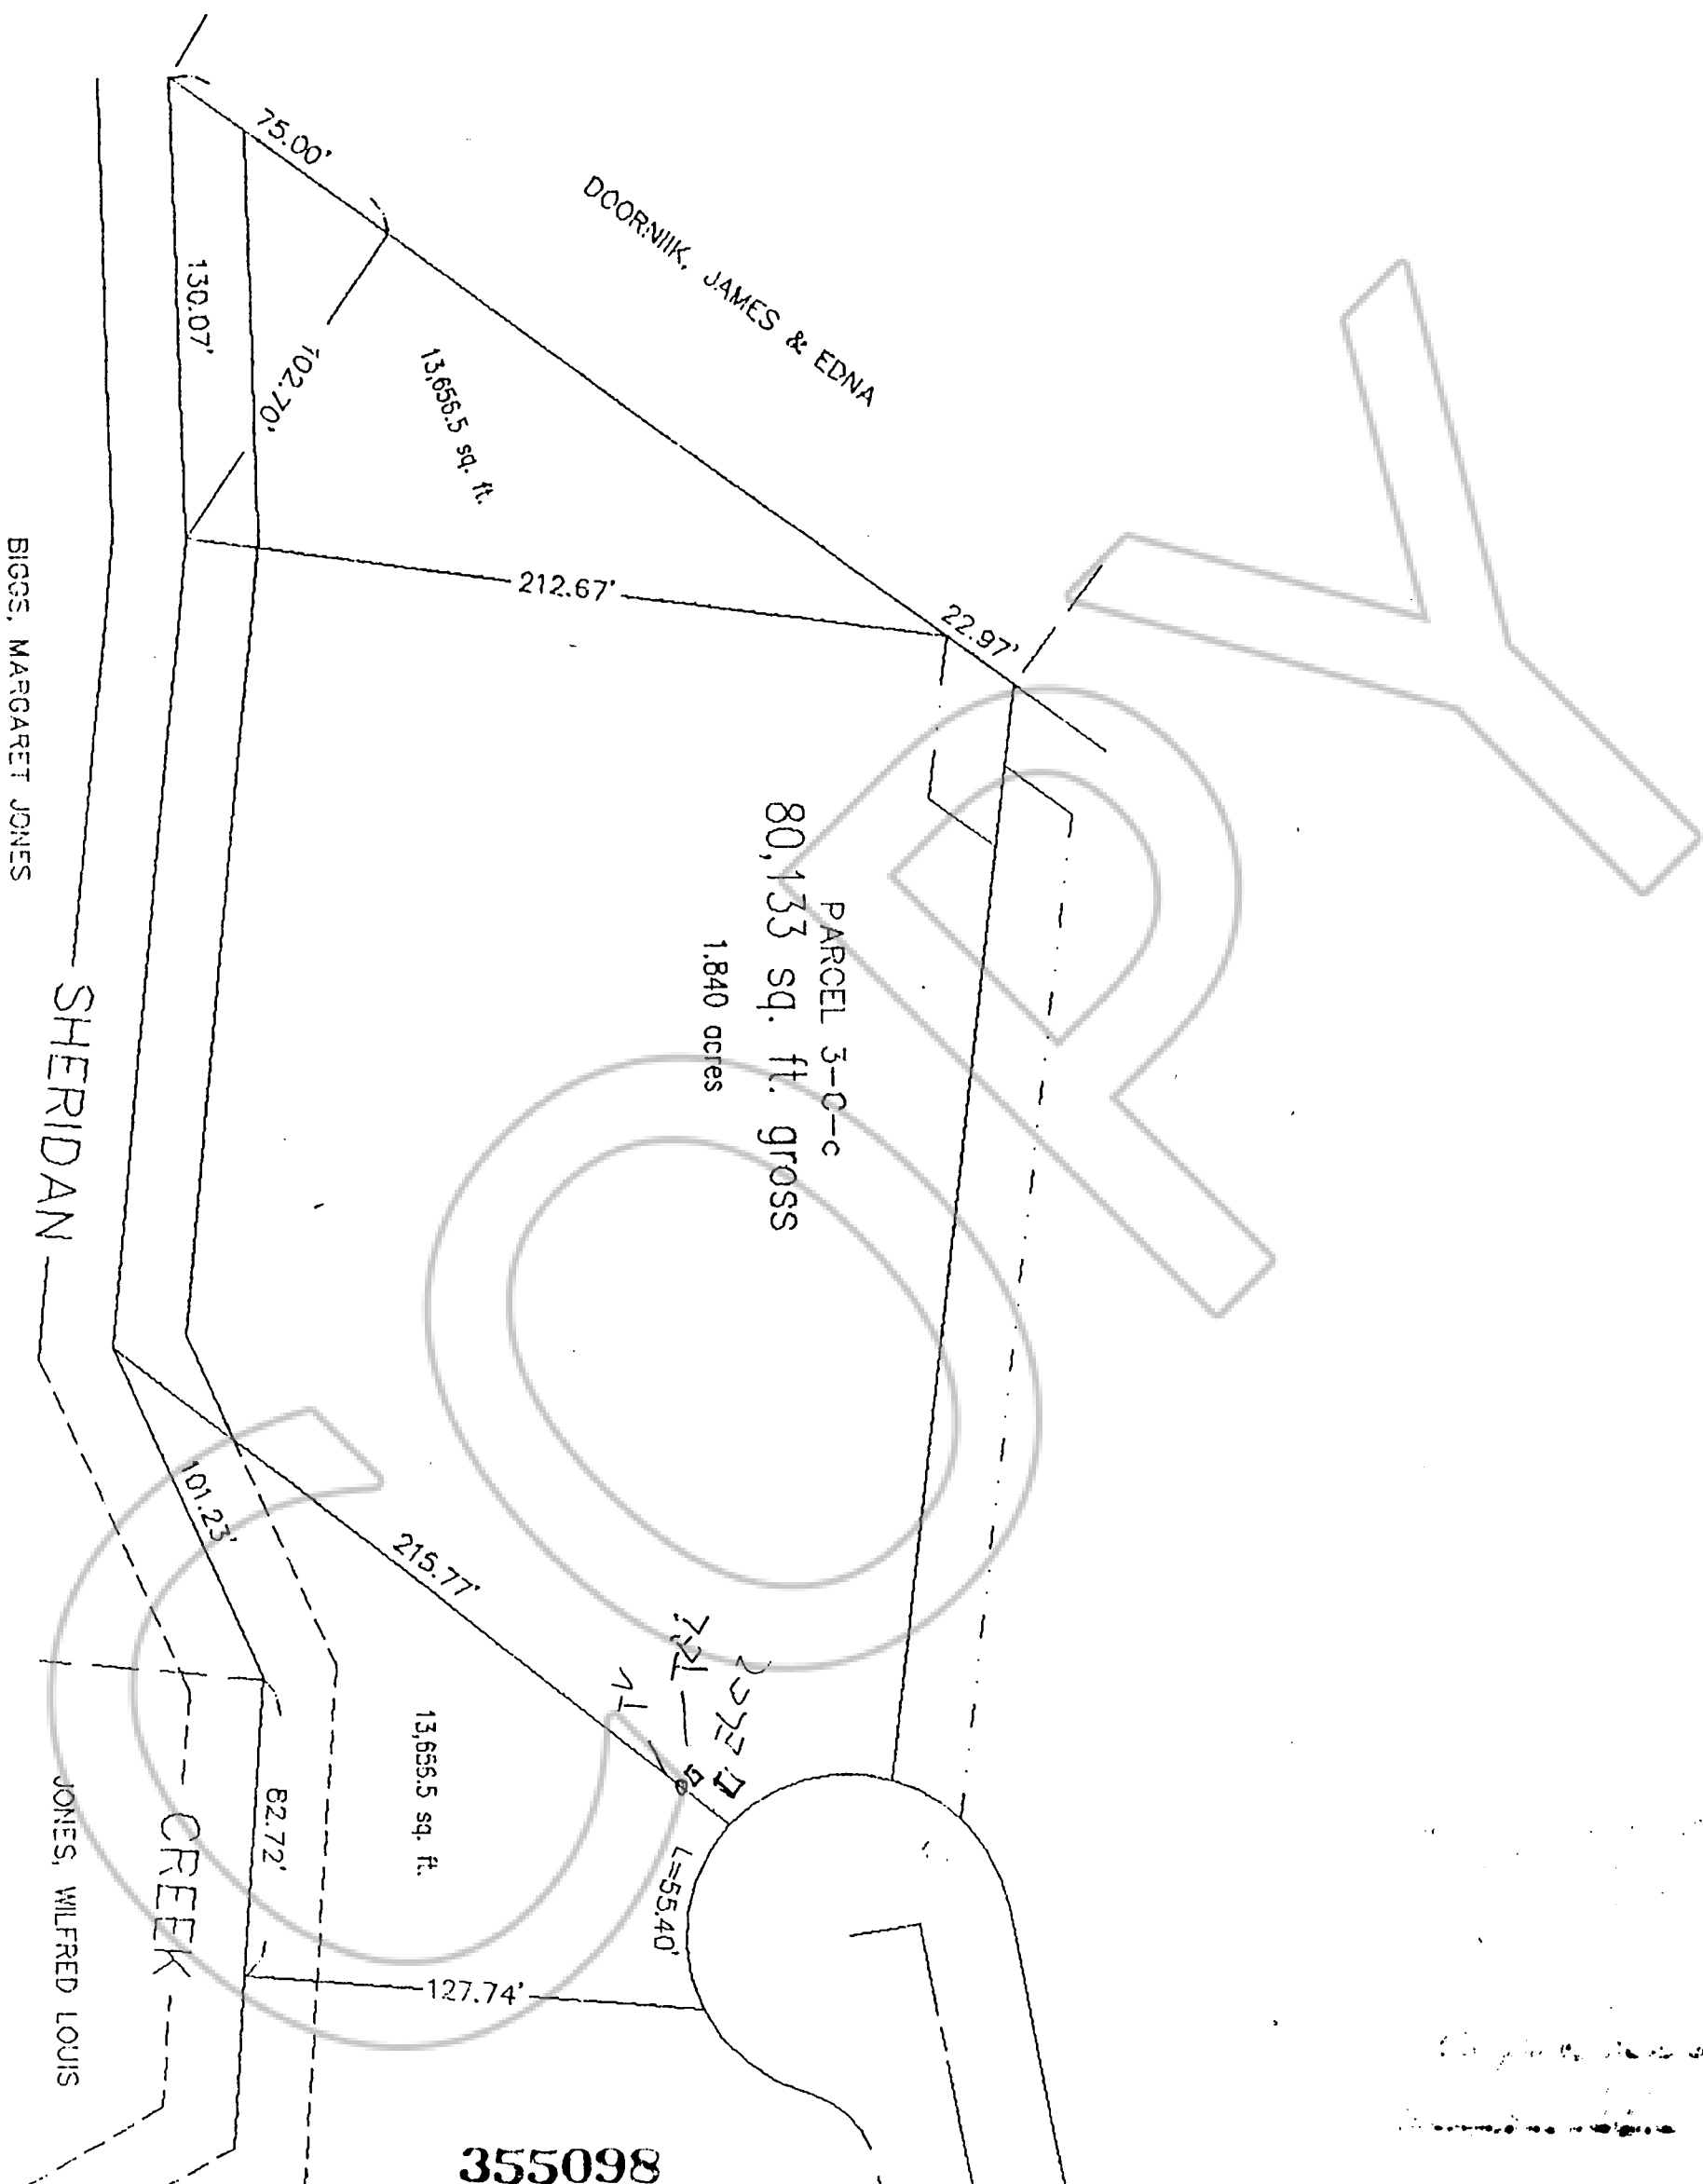 75.00'
DOORNIIK, JAMES & EDNA
130.07'
102.70'
13,656.5 sq. ft.
212.67'
22.97'
BIGGS, MARGARET JONES
PARCEL 3-0-c
80,133 sq. ft. gross
1.840 acres
SHERIDAN
CREEK
101.23'
215.77'
13,656.5 sq. ft.
82.72'
JONES, WILFRED LOUIS
L=55.40'
127.74'
COPY
355098